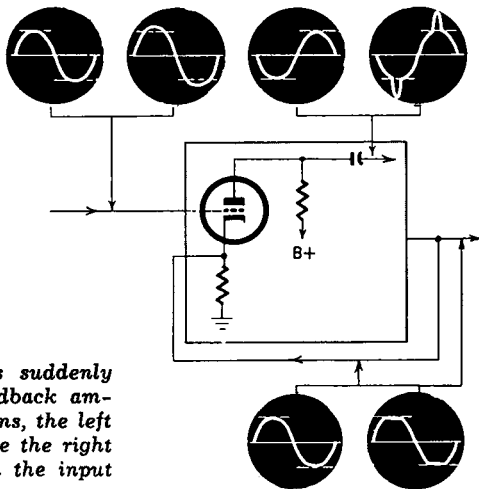 B+
s suddenly
dback am-
ns, the left
e the right
the input